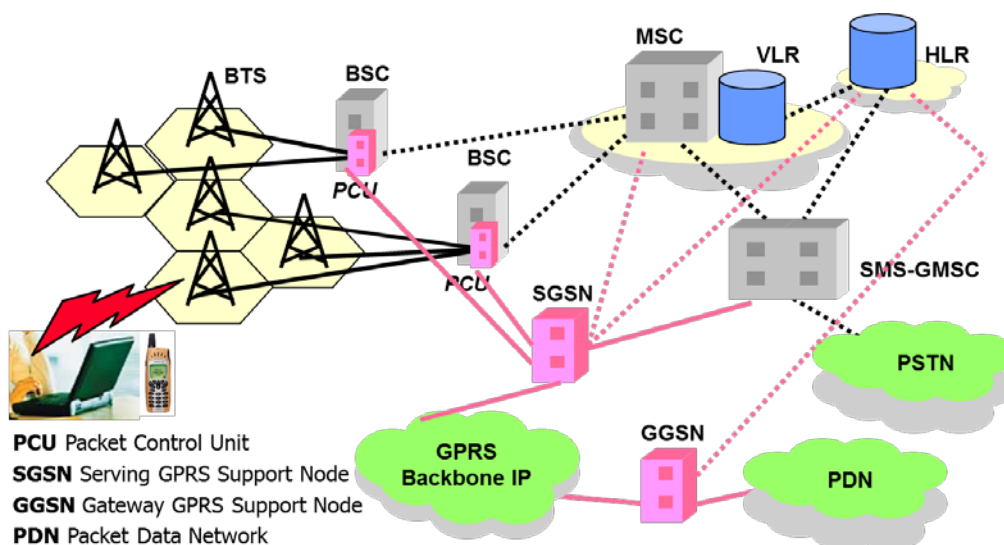 MSC
HLR
VLR
BSC
BTS
BSC
PCU
PCU
SMS-GMSC
SGSN
PSTN
PCU Packet Control Unit
SGSN Serving GPRS Support Node
GGSN Gateway GPRS Support Node
PDN Packet Data Network
GPRS
Backbone IP
GGSN
PDN